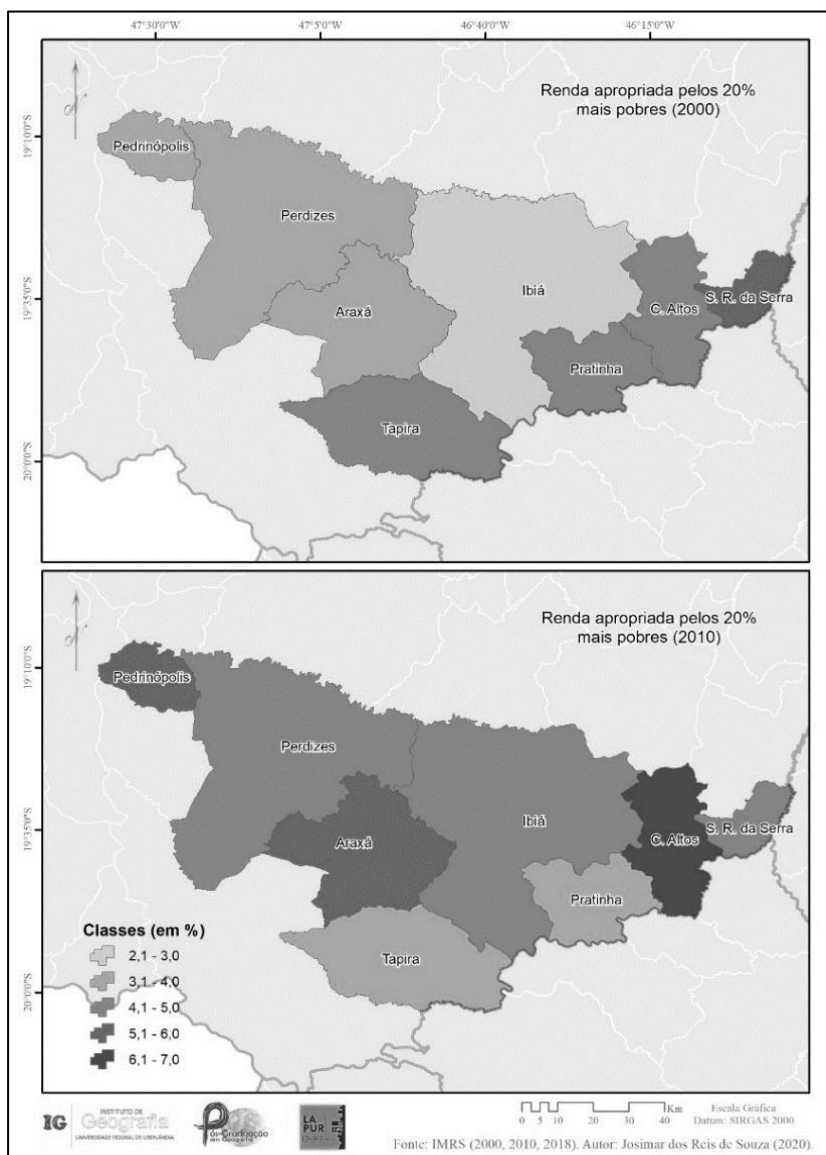 47°30'0"W 47°5'0"W 46°40'0"W 46°15'0"W
Renda apropriada pelos 20%
mais pobres (2000)
19°10'0"S
Pedrinópolis
Perdizes
Ibiá
19°35'0"S
Araxá
C. Altos
S. R. da Serra
Pratinha
Tapira
20°0'0"S
Renda apropriada pelos 20%
mais pobres (2010)
19°10'0"S
Pedrinópolis
Perdizes
Ibiá
19°35'0"S
Araxá
C. Altos
S. R. da Serra
Pratinha
Tapira
20°0'0"S
Classes (em %)
2,1 - 3,0
3,1 - 4,0
4,1 - 5,0
5,1 - 6,0
6,1 - 7,0
IG
INSTITUTO DE
Geografia
UNIVERSIDADE FEDERAL DE UBERLÂNDIA
Pós-Graduação
em Geografia
LA
PUR
Km
0 5 10 20 30 40
Escala Gráfica
Datum: SIRGAS 2000
Fonte: IMRS (2000, 2010, 2018). Autor: Josimar dos Reis de Souza (2020).